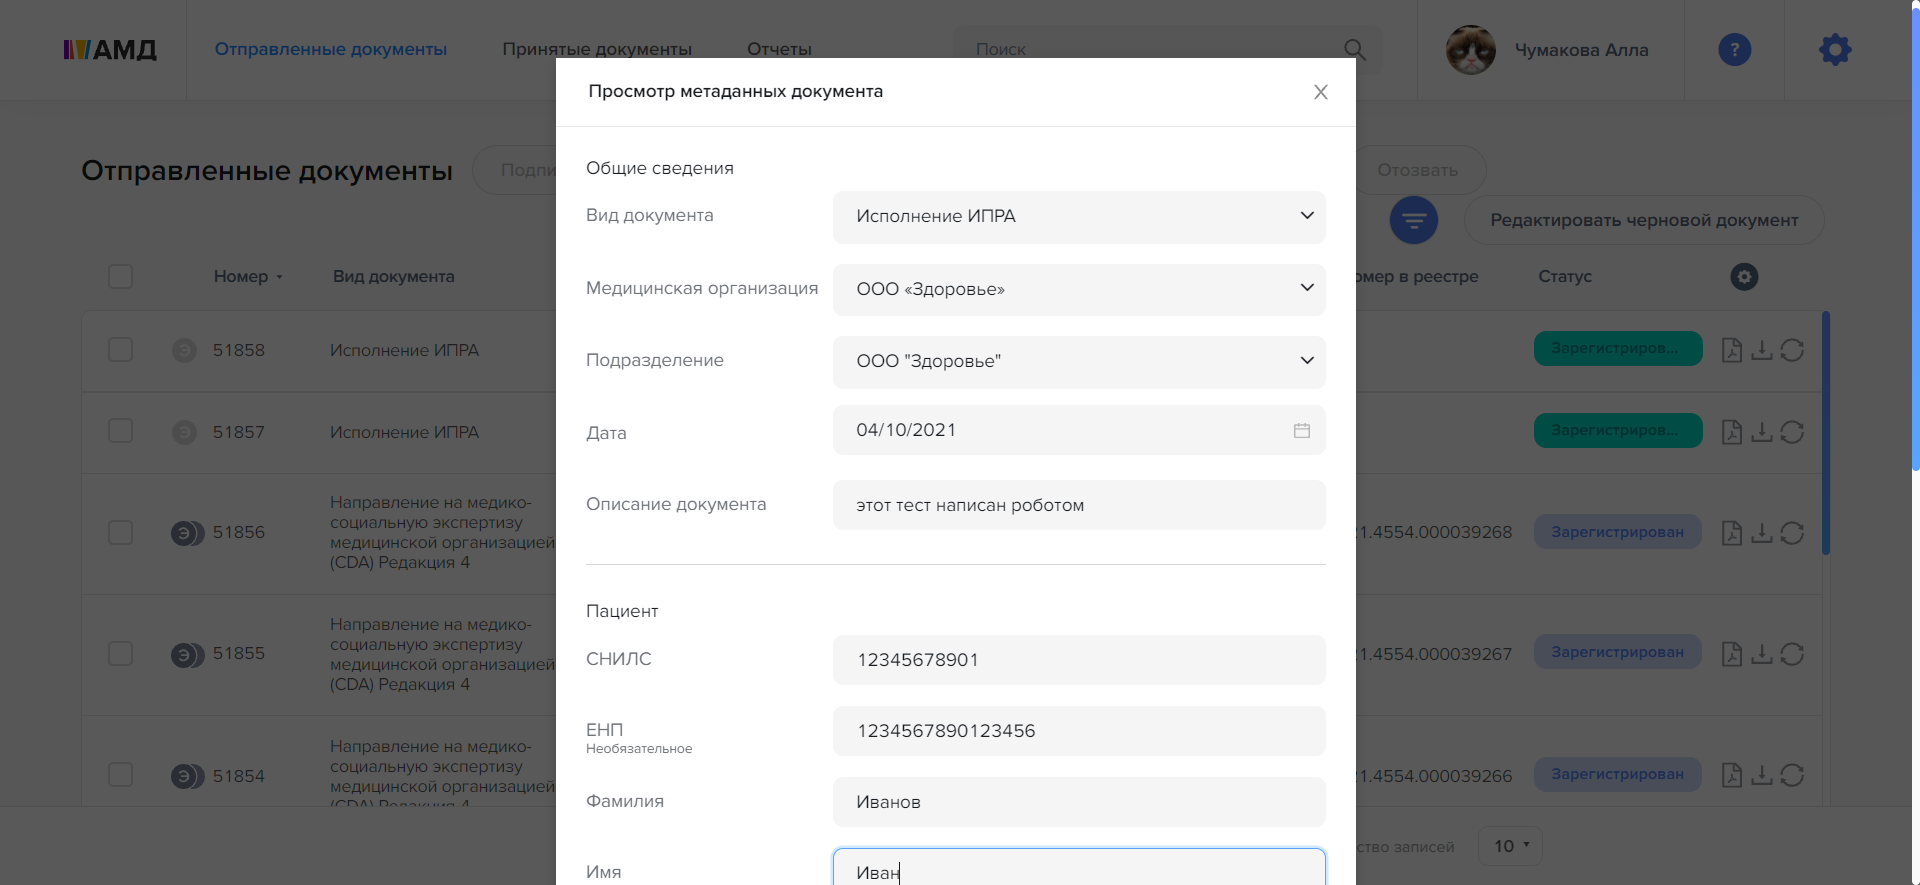 АМД
Отправленные документы
Принятые документы
Отчеты
Поиск
Чумакова Алла
?
Просмотр метаданных документа
Отправленные документы
Подпи
Отозвать
Редактировать черновой документ
Номер
Вид документа
омер в реестре
Статус
Э
51858
Исполнение ИПРА
Зарегистриров...
Э
51857
Исполнение ИПРА
Зарегистриров...
Э
51856
Направление на медико-
социальную экспертизу
медицинской организацией
(CDA) Редакция 4
1.4554.000039268
Зарегистрирован
Э
51855
Направление на медико-
социальную экспертизу
медицинской организацией
(CDA) Редакция 4
1.4554.000039267
Зарегистрирован
Э
51854
Направление на медико-
социальную экспертизу
медицинской организацией
(CDA) Редакция 4
1.4554.000039266
Зарегистрирован
ство записей
10
Общие сведения
Вид документа
Исполнение ИПРА
Медицинская организация
ООО «Здоровье»
Подразделение
ООО "Здоровье"
Дата
04/10/2021
Описание документа
этот тест написан роботом
Пациент
СНИЛС
12345678901
ЕНП
Необязательное
1234567890123456
Фамилия
Иванов
Имя
Иван